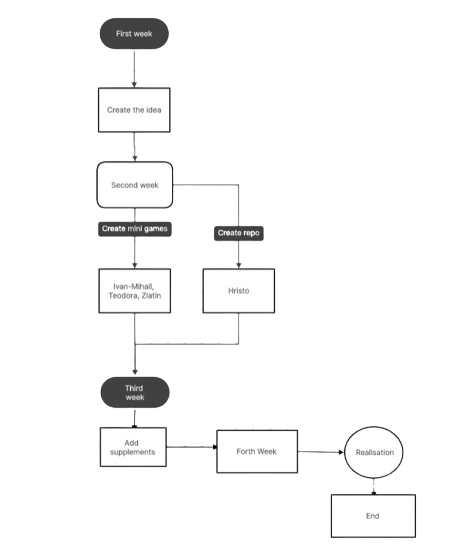 First week
Create the idea
Second week
Create mini games
Create repo
Ivan-Mihail,
Teodora, Zlatin
Hristo
Third
week
Add
supplements
Forth Week
Realisation
End